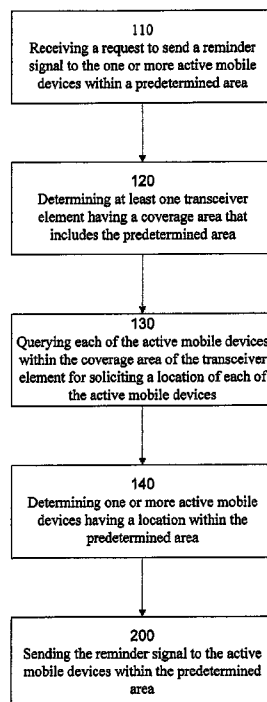 110
Receiving a request to send a reminder
signal to the one or more active mobile
devices within a predetermined area
120
Determining at least one transceiver
element having a coverage area that
includes the predetermined area
130
Querying each of the active mobile devices
within the coverage area of the transceiver
element for soliciting a location of each of
the active mobile devices
140
Determining one or more active mobile
devices having a location within the
predetermined area
200
Sending the reminder signal to the active
mobile devices within the predetermined
area